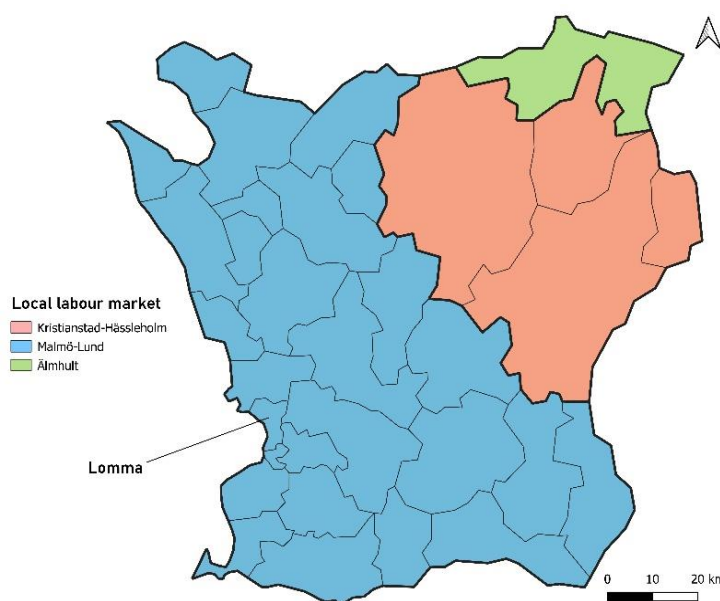 Local labour market
Kristianstad-Hässleholm
Malmö-Lund
Älmhult
Lomma
0 10 20 km